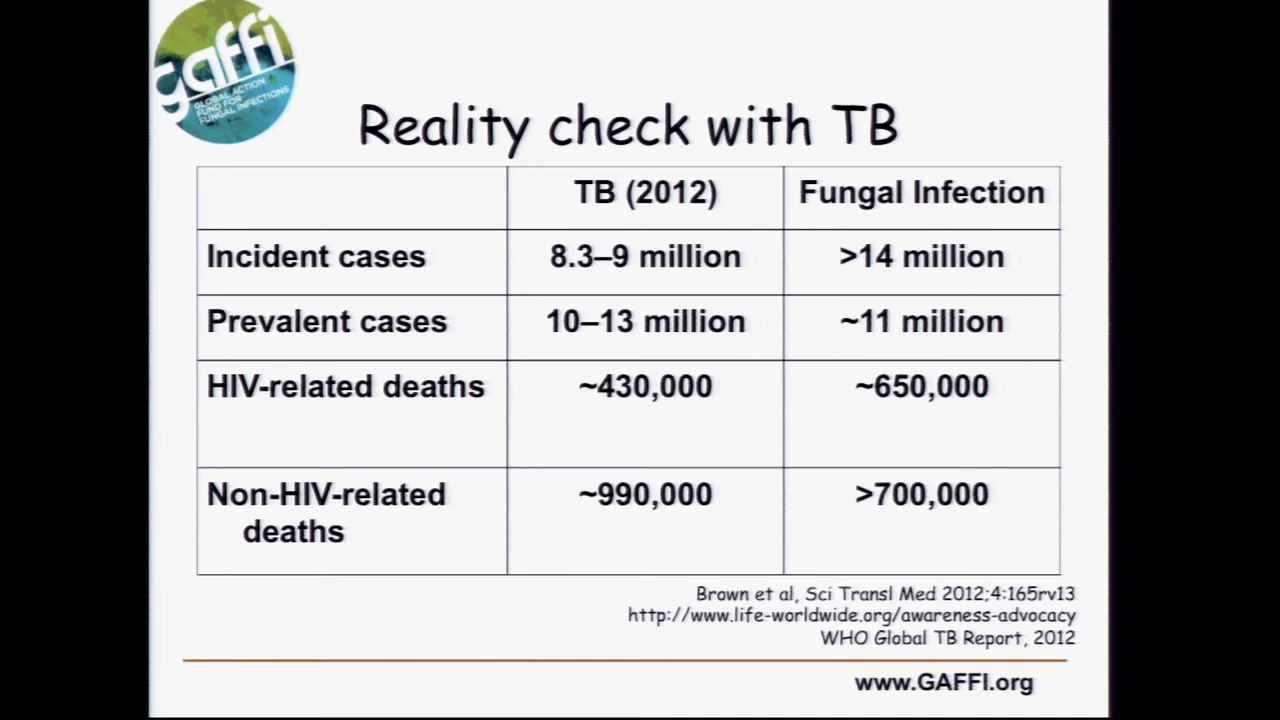 gaffi
GLOBAL ACTION
FUND FOR
FUNGAL INFECTIONS
Reality check with TB
TB (2012) Fungal Infection
Incident cases 8.3–9 million >14 million
Prevalent cases 10–13 million ~11 million
HIV-related deaths ~430,000 ~650,000
Non-HIV-related ~990,000 >700,000
deaths
Brown et al, Sci Transl Med 2012;4:165rv13
http://www.life-worldwide.org/awareness-advocacy
WHO Global TB Report, 2012
www.GAFFI.org